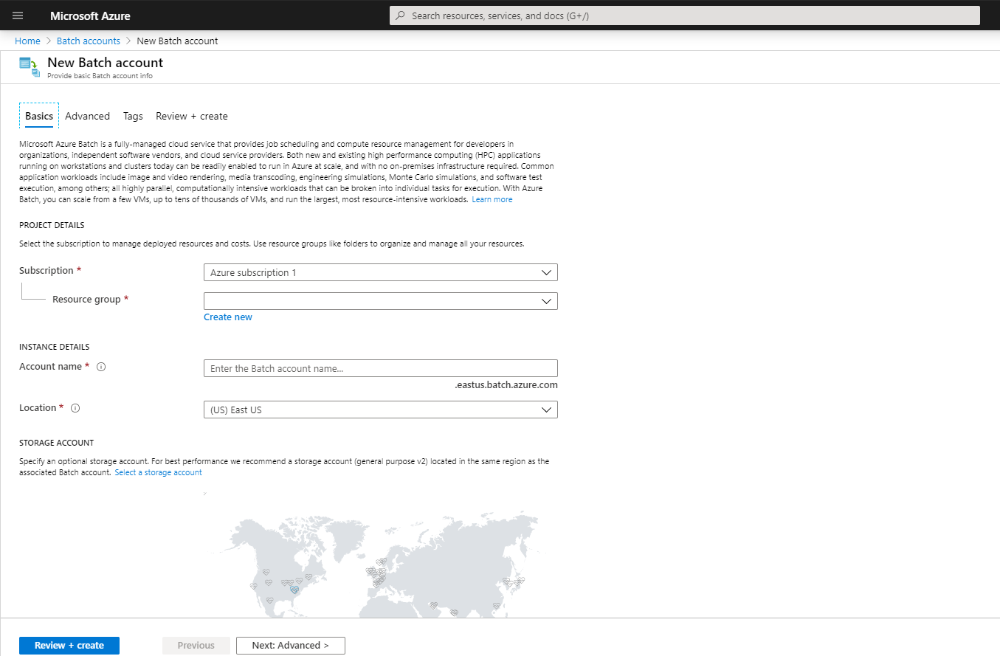 Microsoft Azure
Search resources, services, and docs (G+/)
Home > Batch accounts > New Batch account
New Batch account
Provide basic Batch account info
Basics Advanced Tags Review + create
Microsoft Azure Batch is a fully-managed cloud service that provides job scheduling and compute resource management for developers in
organizations, independent software vendors, and cloud service providers. Both new and existing high performance computing (HPC) applications
running on workstations and clusters today can be readily enabled to run in Azure at scale, and with no on-premises infrastructure required. Common
application workloads include image and video rendering, media transcoding, engineering simulations, Monte Carlo simulations, and software test
execution, among others; all highly parallel, computationally intensive workloads that can be broken into individual tasks for execution. With Azure
Batch, you can scale from a few VMs, up to tens of thousands of VMs, and run the largest, most resource-intensive workloads. Learn more
PROJECT DETAILS
Select the subscription to manage deployed resources and costs. Use resource groups like folders to organize and manage all your resources.
Subscription * Azure subscription 1
Resource group *
Create new
INSTANCE DETAILS
Account name * Enter the Batch account name...
.eastus.batch.azure.com
Location * (US) East US
STORAGE ACCOUNT
Specify an optional storage account. For best performance we recommend a storage account (general purpose v2) located in the same region as the
associated Batch account. Select a storage account
Review + create Previous Next: Advanced >